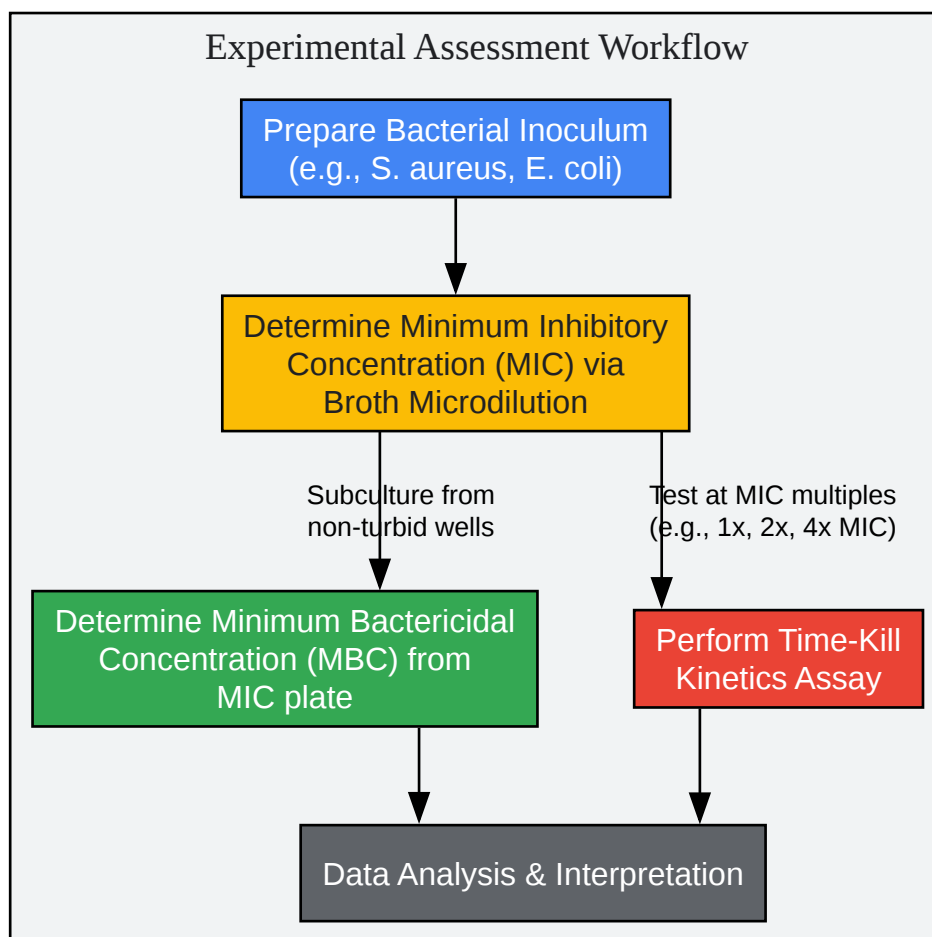 Experimental Assessment Workflow
Prepare Bacterial Inoculum
(e.g., S. aureus, E. coli)
Determine Minimum Inhibitory
Concentration (MIC) via
Broth Microdilution
Subculture from
non-turbid wells
Test at MIC multiples
(e.g., 1x, 2x, 4x MIC)
Determine Minimum Bactericidal
Concentration (MBC) from
MIC plate
Perform Time-Kill
Kinetics Assay
Data Analysis & Interpretation